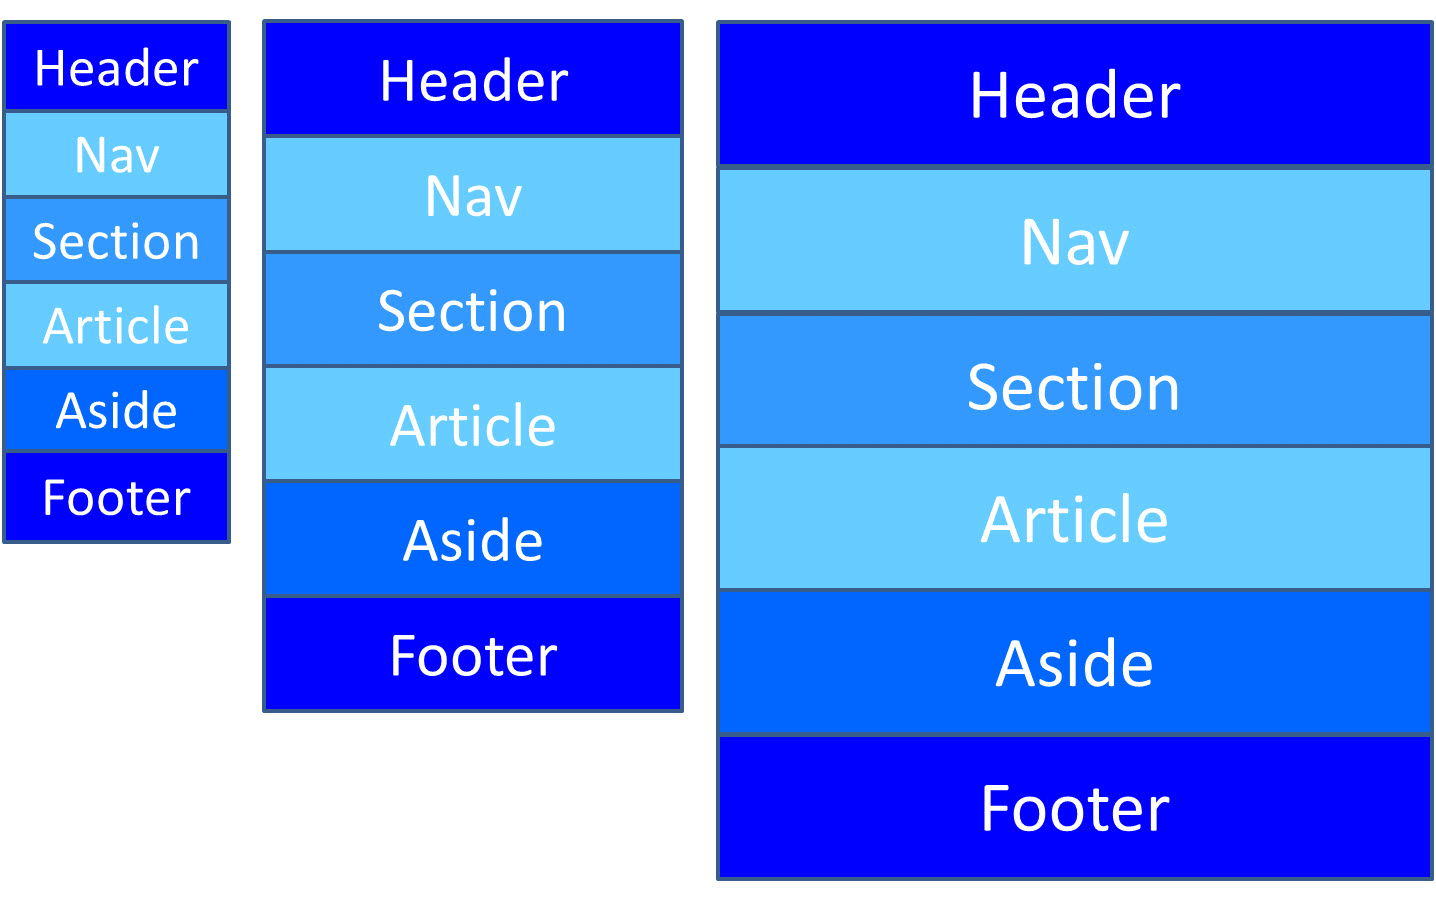 Header
Nav
Section
Article
Aside
Footer
Header
Nav
Section
Article
Aside
Footer
Header
Nav
Section
Article
Aside
Footer